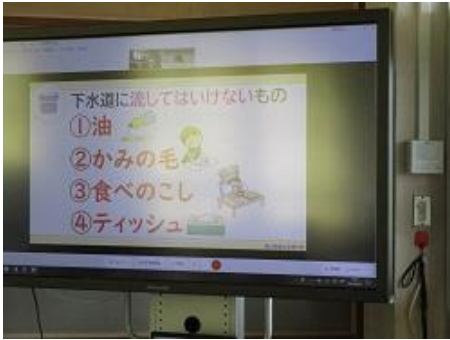 下水道に流してはいけないもの
①油
②かみの毛
③食べのこし
④ティッシュ